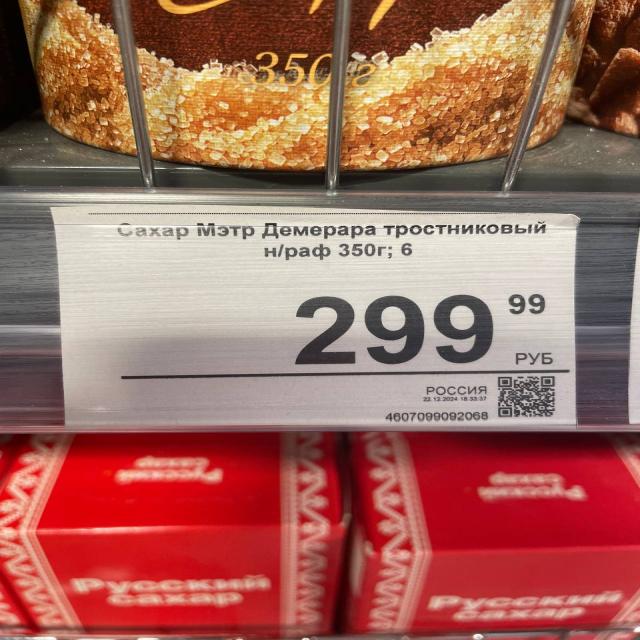 350 г
Сахар Мэтр Демерара тростниковый
н/раф 350г; 6
299 99
РУБ
РОССИЯ
22.12.2024 18:33:37
4607099092068
Русский
сахар
Русский
сахар
Русский
сахар
Русский
сахар